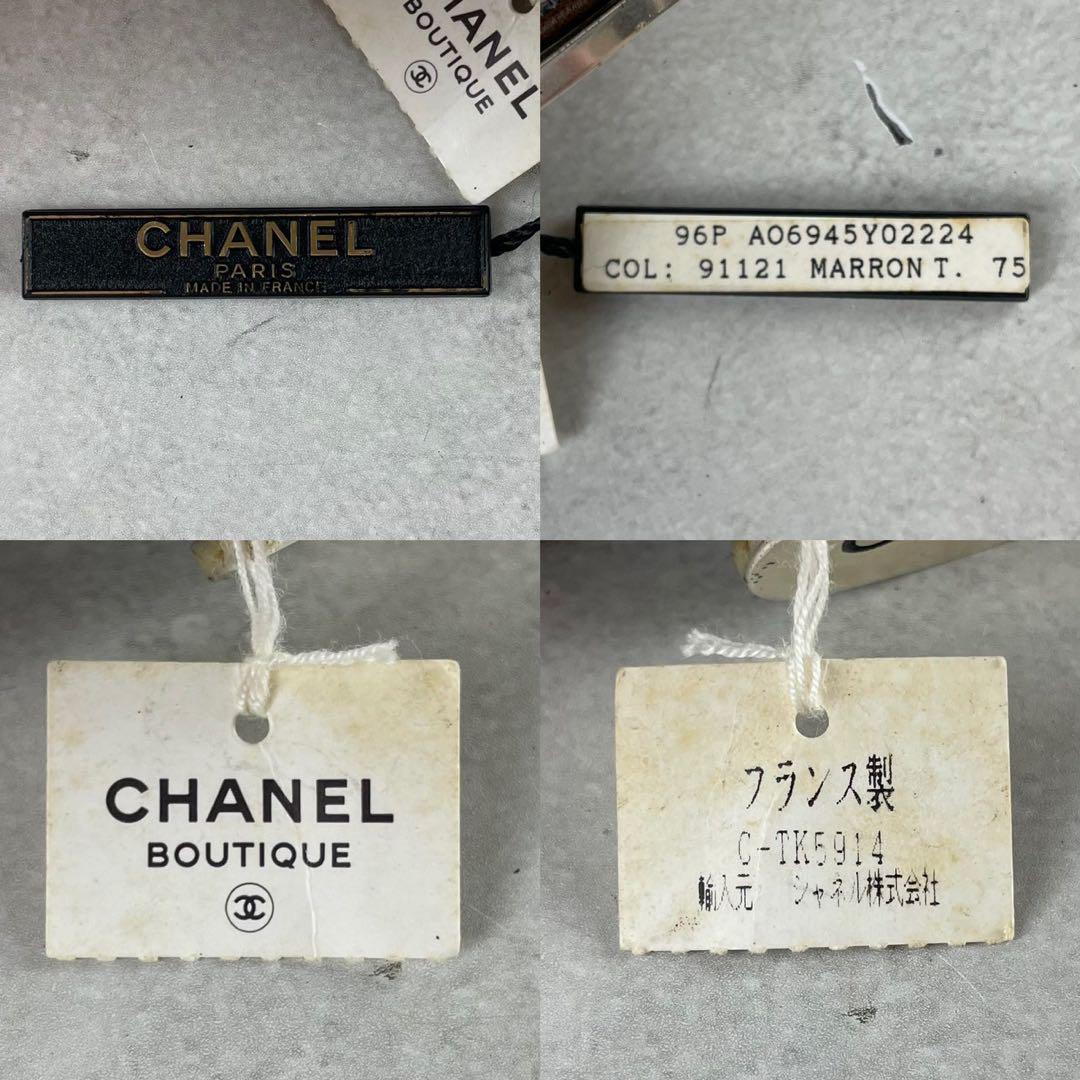 CHANEL
BOUTIQUE
CHANEL
PARIS
MADE IN FRANCE
96P A06945Y02224
COL: 91121 MARRON T. 75
CHANEL
BOUTIQUE
フランス製
C-TK5914
輸入元 シャネル株式会社